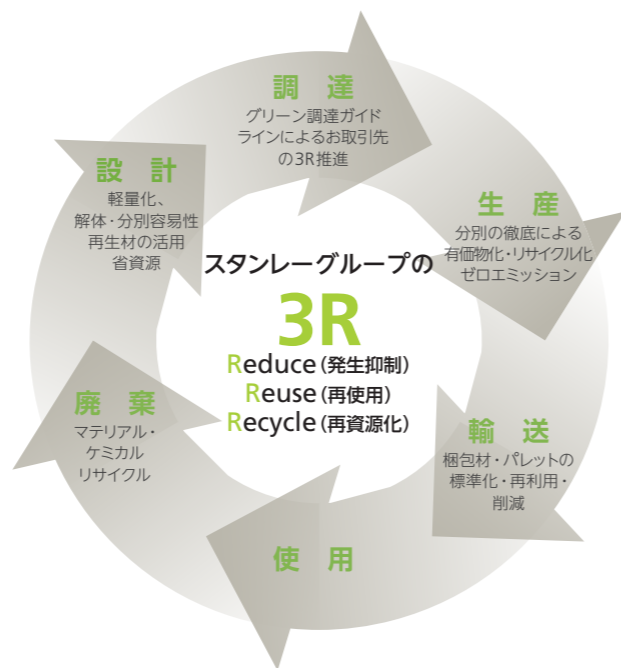 調 達
グリーン調達ガイド
ラインによるお取引先
の3R推進
設 計
軽量化、
解体・分別容易性
再生材の活用
省資源
生 産
分別の徹底による
有価物化・リサイクル化
ゼロエミッション
スタンレーグループの
3R
Reduce(発生抑制)
Reuse(再使用)
Recycle(再資源化)
廃 棄
マテリアル・
ケミカル
リサイクル
輸 送
梱包材・パレットの
標準化・再利用・
削減
使 用